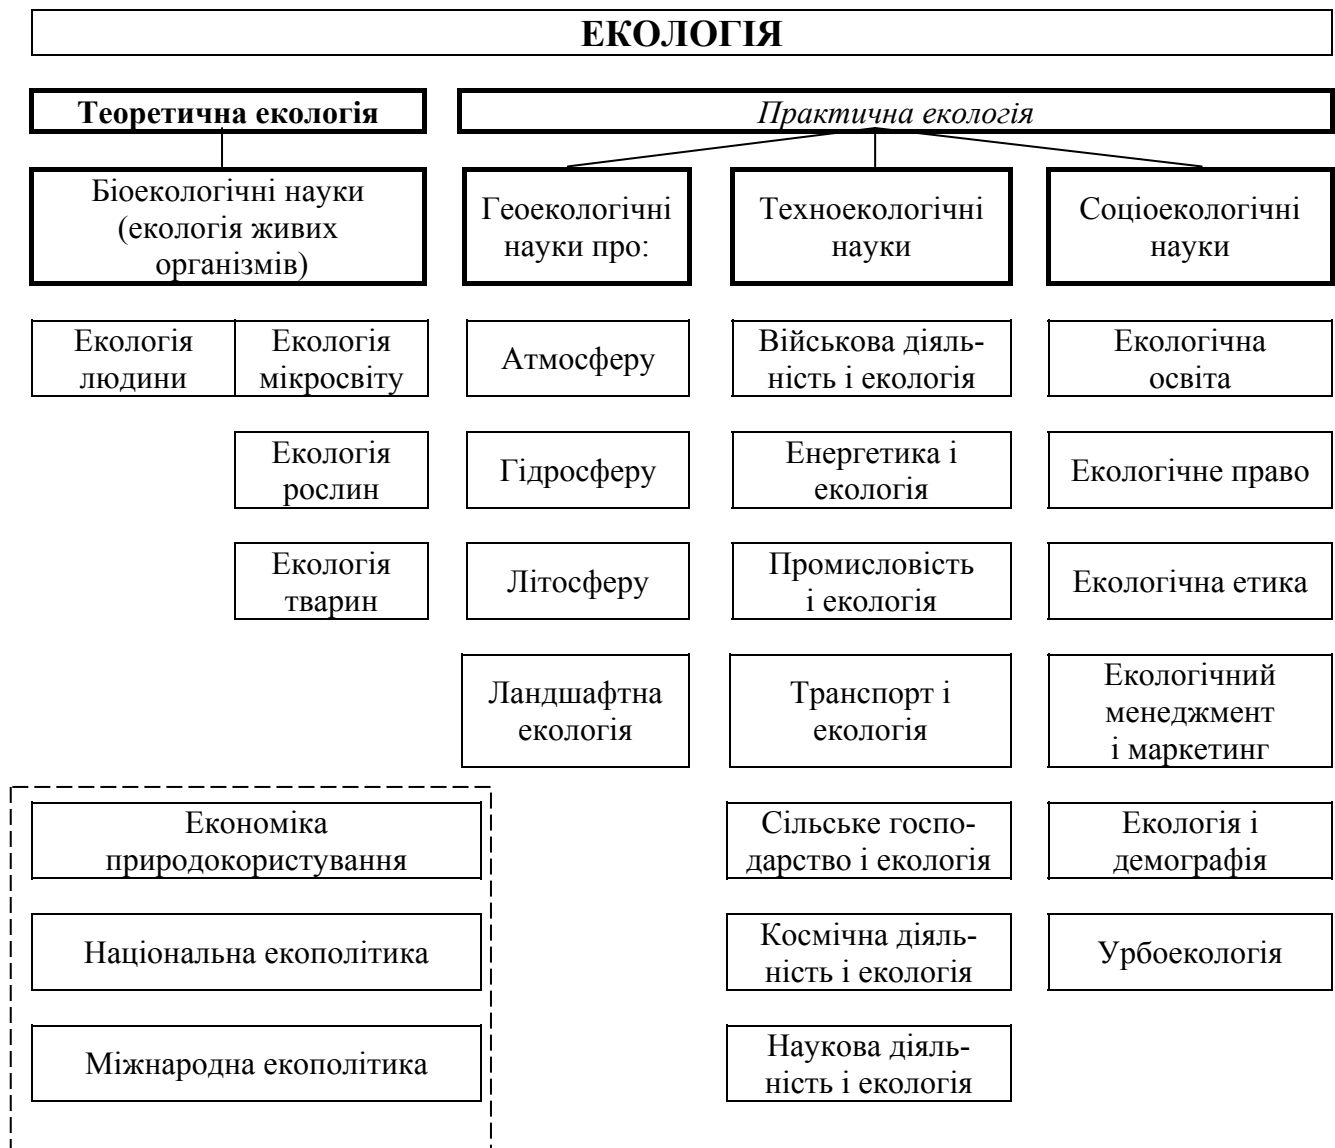 ЕКОЛОГІЯ
Теоретична екологія
Практична екологія
Біоекологічні науки
(екологія живих
організмів)
Геоекологічні
науки про:
Техноекологічні
науки
Соціоекологічні
науки
Екологія
людини
Екологія
мікросвіту
Атмосферу
Військова діяль-
ність і екологія
Екологічна
освіта
Екологія
рослин
Гідросферу
Енергетика і
екологія
Екологічне право
Екологія
тварин
Літосферу
Промисловість
і екологія
Екологічна етика
Ландшафтна
екологія
Транспорт і
екологія
Екологічний
менеджмент
і маркетинг
Економіка
природокористування
Сільське госпо-
дарство і екологія
Екологія і
демографія
Національна екополітика
Космічна діяль-
ність і екологія
Урбоекологія
Міжнародна екополітика
Наукова діяль-
ність і екологія